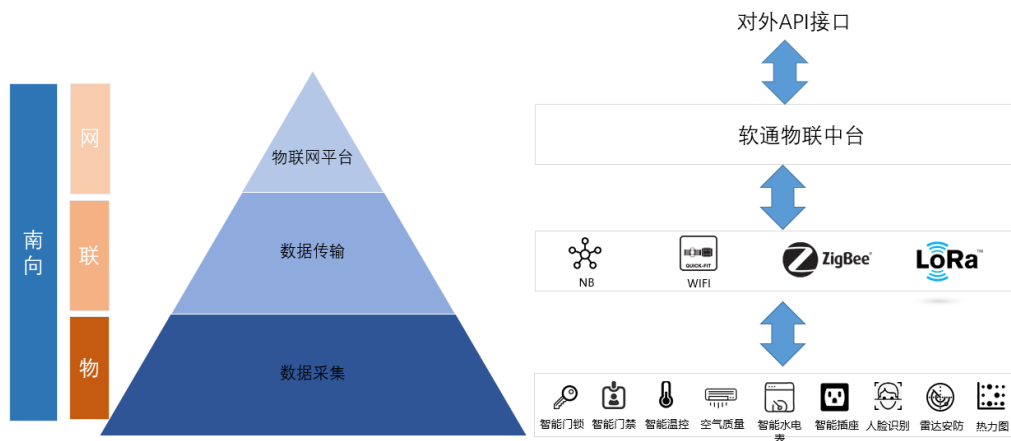 对外API接口
网
物联网平台
软通物联中台
南
向
联
数据传输
NB
QUICK-FIT
WIFI
ZigBee
LoRa™
物
数据采集
智能门锁
智能门禁
智能温控
空气质量
智能水电
表
智能插座
人脸识别
雷达安防
热力图